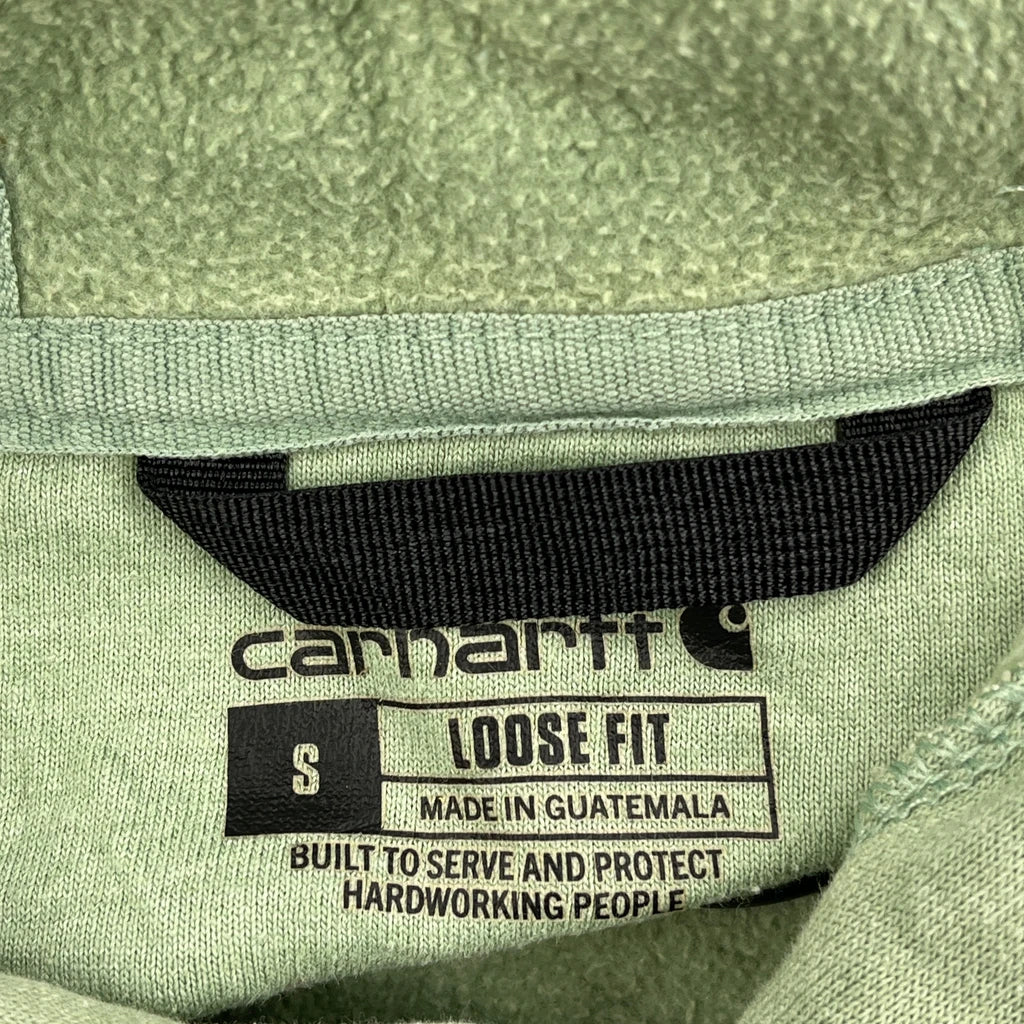 carhartt
S
LOOSE FIT
MADE IN GUATEMALA
BUILT TO SERVE AND PROTECT
HARDWORKING PEOPLE